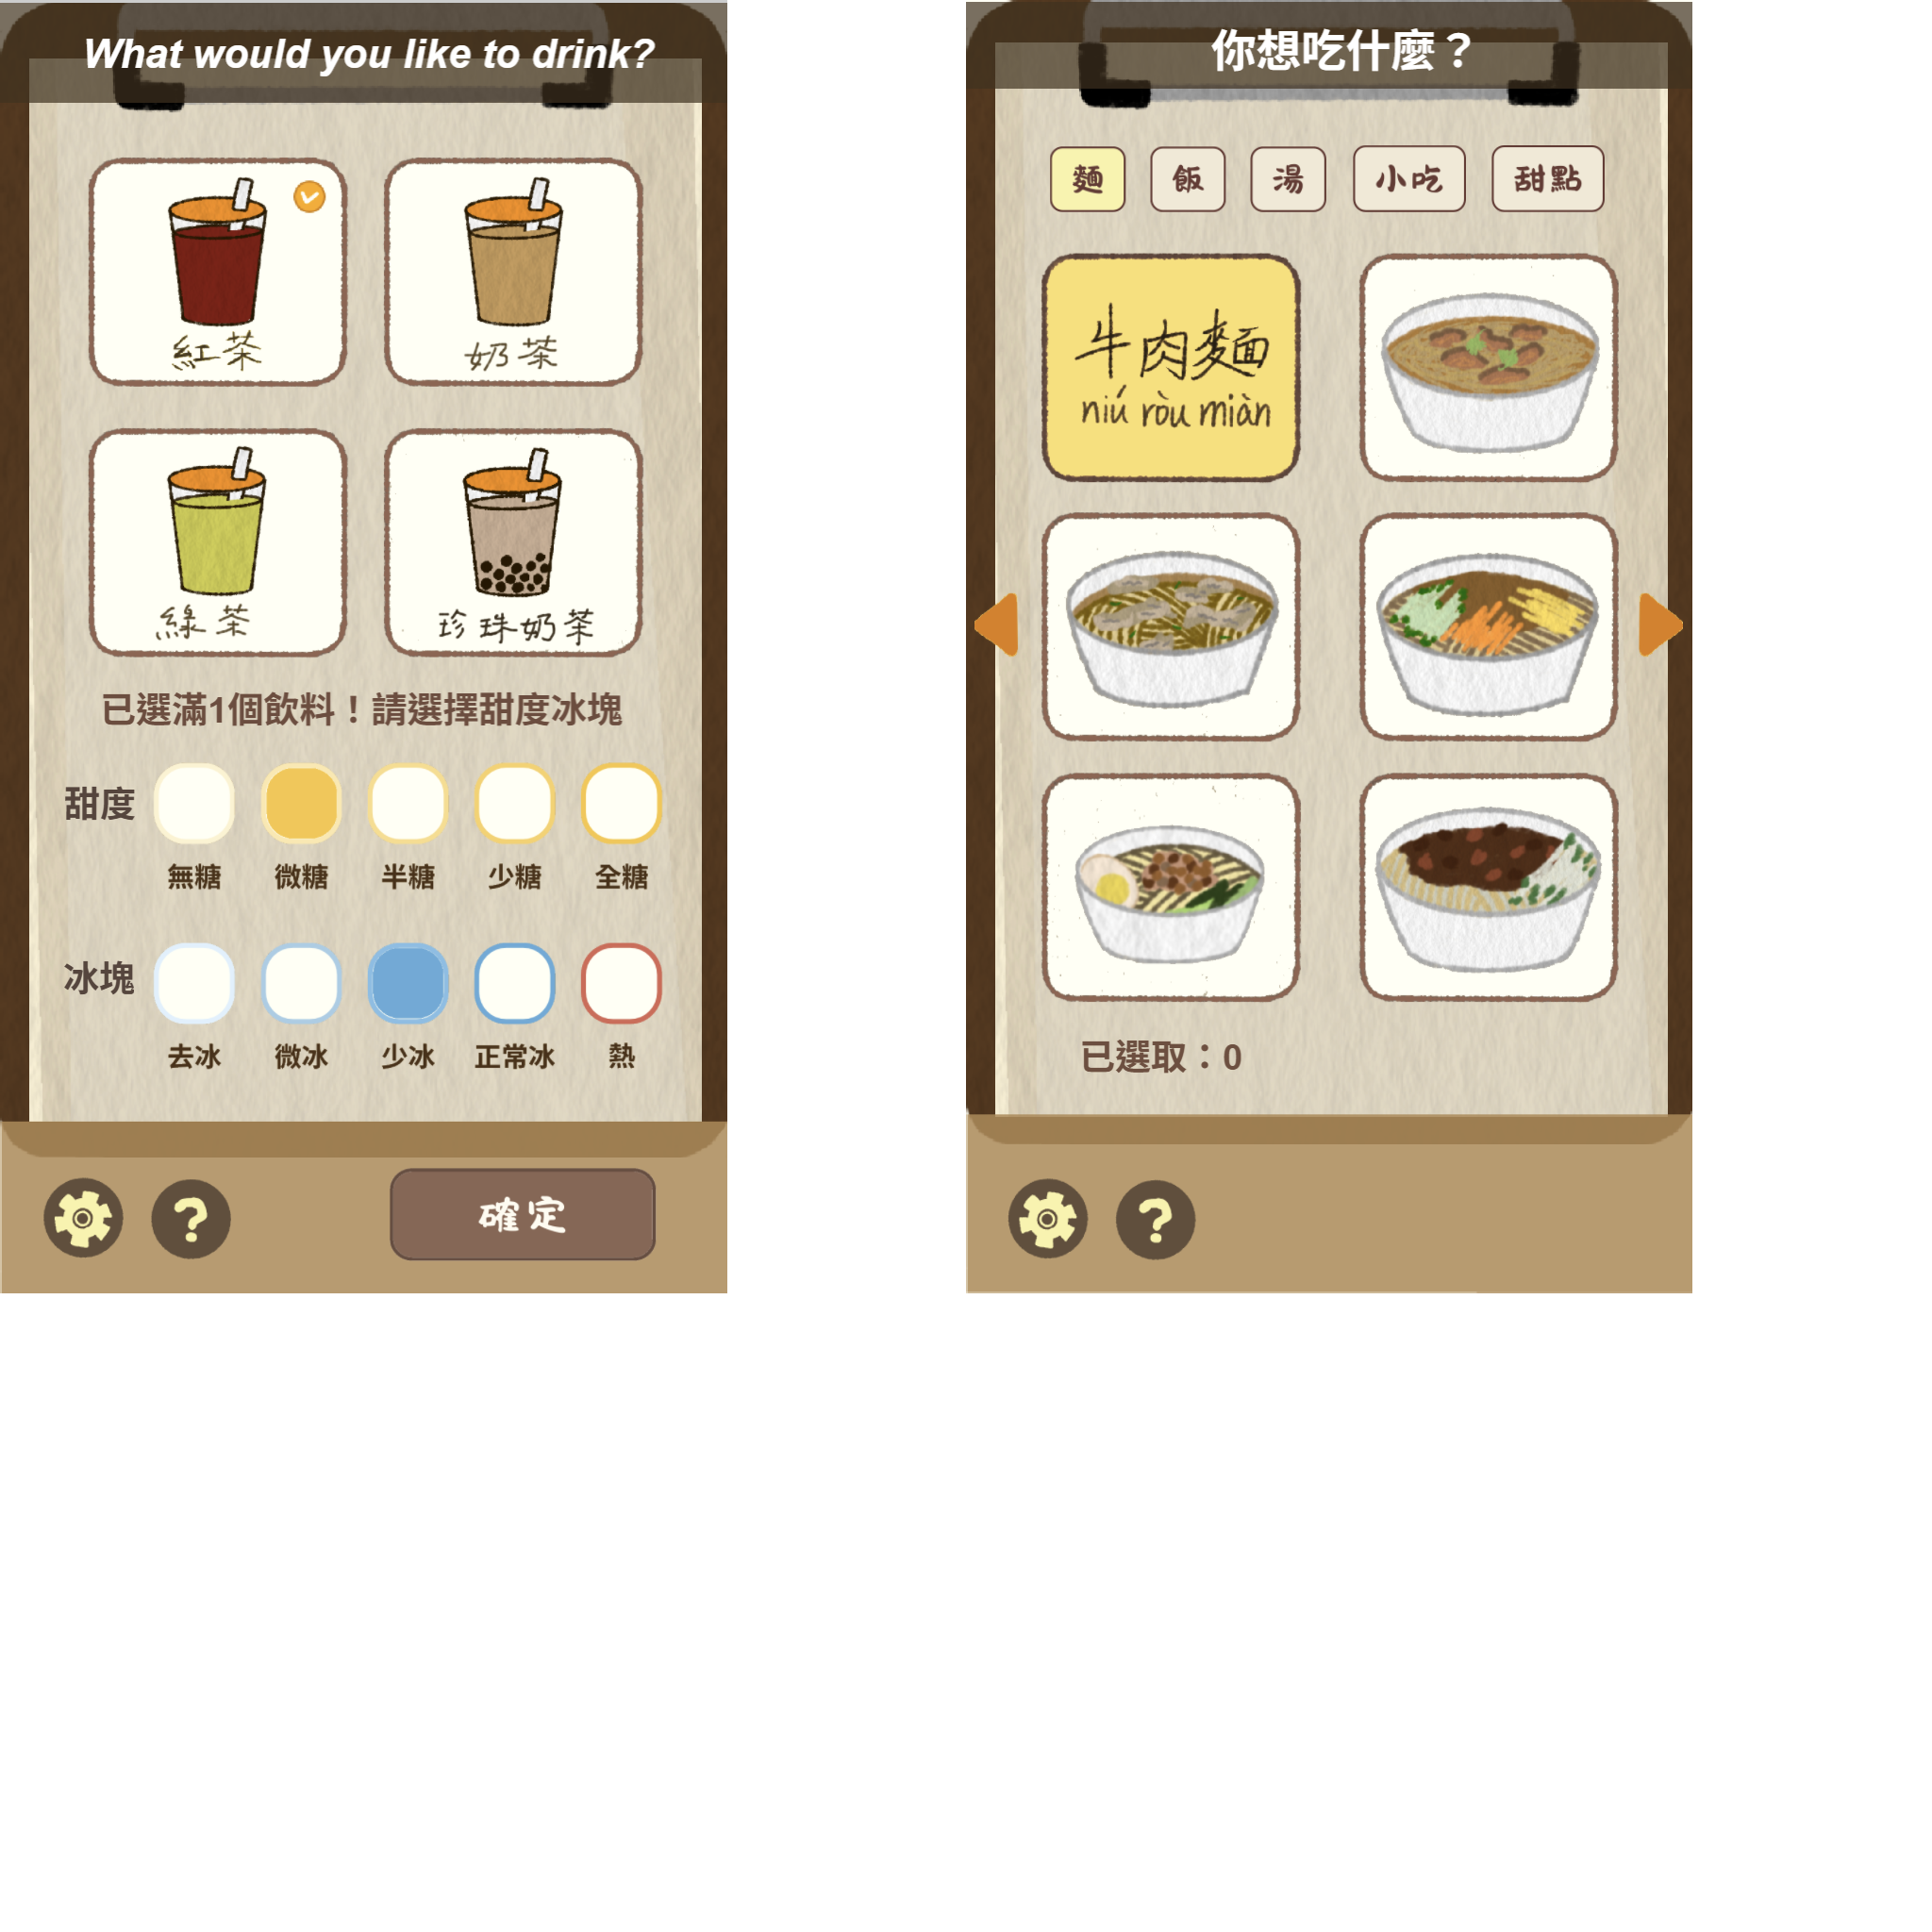 What would you like to drink?
紅茶
奶茶
綠茶
珍珠奶茶
已選滿1個飲料！請選擇甜度冰塊
甜度
無糖 微糖 半糖 少糖 全糖
冰塊
去冰 微冰 少冰 正常冰 熱
? 確定
你想吃什麼？
麵 飯 湯 小吃 甜點
牛肉麵
niú ròu miàn
已選取：0
?